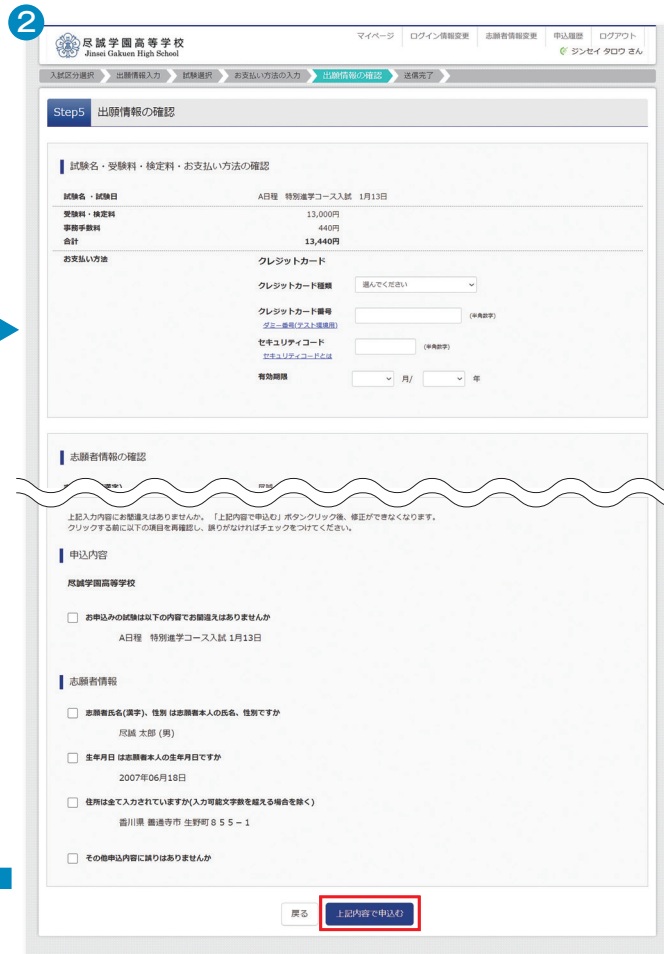 2
尽誠学園高等学校
Jinsei Gakuen High School
マイページ ログイン情報変更 志願者情報変更 申込履歴 ログアウト
ジンセイ タロウ さん
入試区分選択 出願情報入力 試験選択 お支払い方法の入力 出願情報の確認 送信完了
Step5 出願情報の確認
試験名・受験料・検定料・お支払い方法の確認
試験名 ・試験日 A日程 特別進学コース入試 1月13日
受験料・検定料 13,000円
事務手数料 440円
合計 13,440円
お支払い方法 クレジットカード
クレジットカード種類 選んでください
クレジットカード番号 (半角数字)
ダミー番号(テスト環境用)
セキュリティコード (半角数字)
セキュリティコードとは
有効期限 月/ 年
志願者情報の確認
上記入力内容にお間違えはありませんか。「上記内容で申込む」ボタンクリック後、修正ができなくなります。
クリックする前に以下の項目を再確認し、誤りがなければチェックをつけてください。
申込内容
尽誠学園高等学校
お申込みの試験は以下の内容でお間違えはありませんか
A日程 特別進学コース入試 1月13日
志願者情報
志願者氏名(漢字)、性別 は志願者本人の氏名、性別ですか
尽誠 太郎 (男)
生年月日 は志願者本人の生年月日ですか
2007年06月18日
住所は全て入力されていますか(入力可能文字数を超える場合を除く)
香川県 善通寺市 生野町８５５－１
その他申込内容に誤りはありませんか
戻る 上記内容で申込む